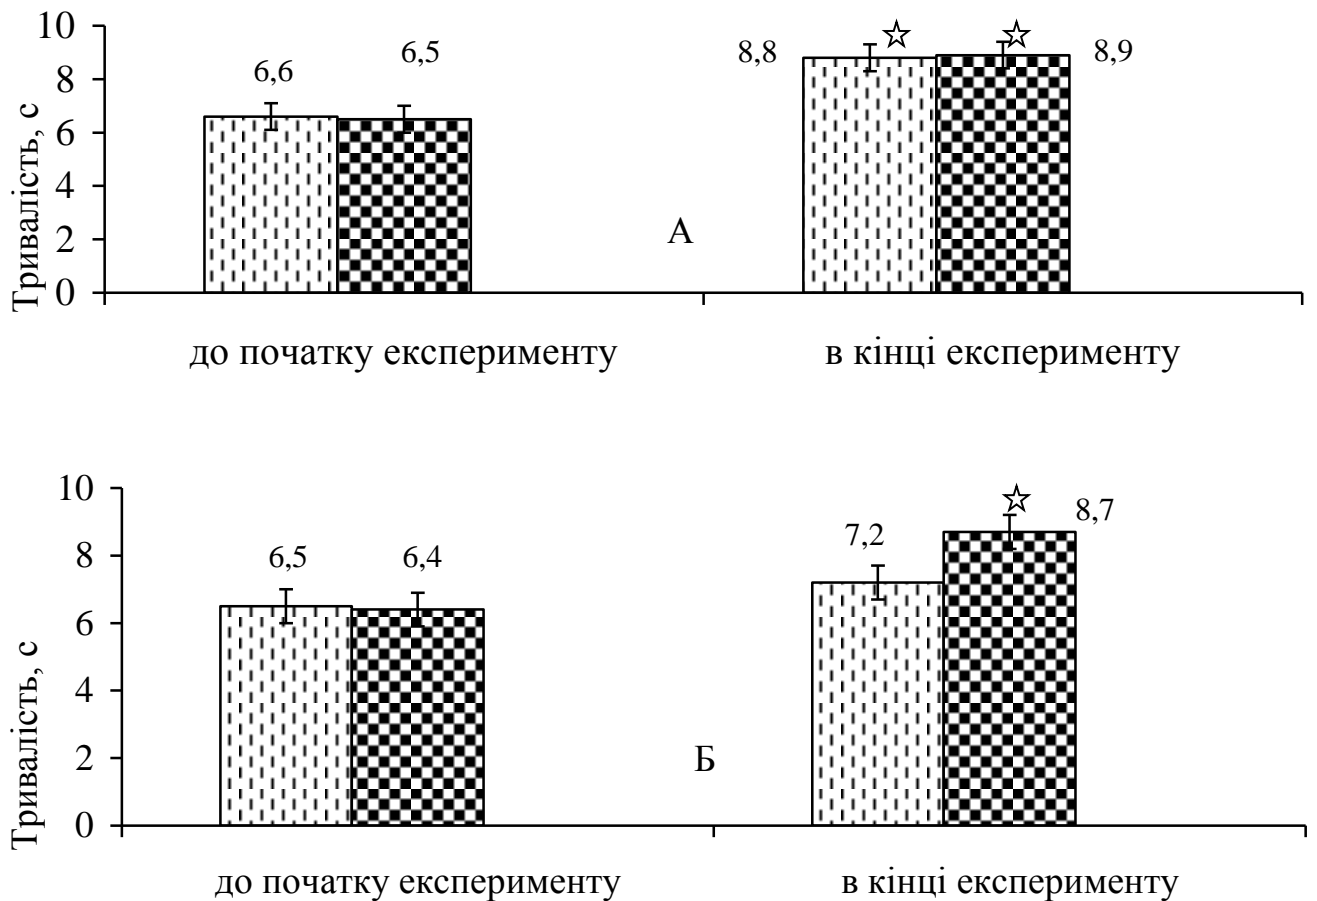 Тривалість, с
10
8
6
4
2
0
6,6
6,5
8,8
8,9
А
до початку експерименту
в кінці експерименту
Тривалість, с
10
8
6
4
2
0
6,5
6,4
7,2
8,7
Б
до початку експерименту
в кінці експерименту